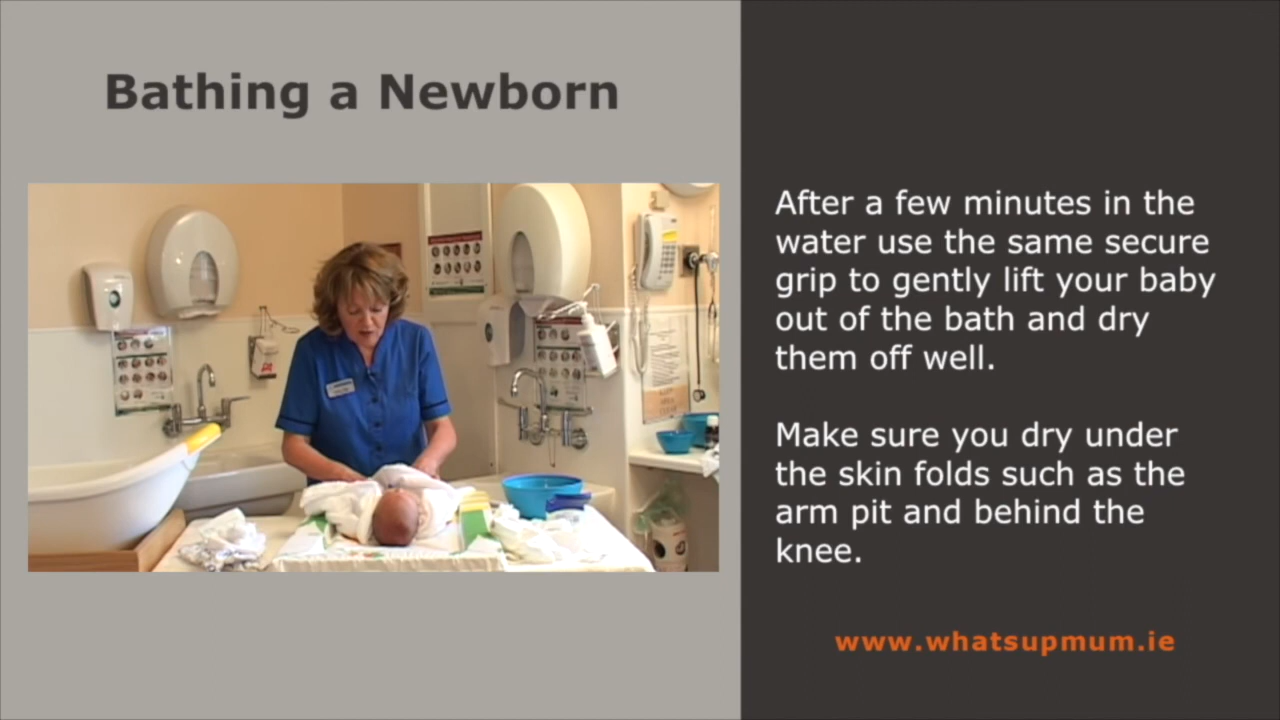 Bathing a Newborn
After a few minutes in the
water use the same secure
grip to gently lift your baby
out of the bath and dry
them off well.
Make sure you dry under
the skin folds such as the
arm pit and behind the
knee.
www.whatsupmum.ie